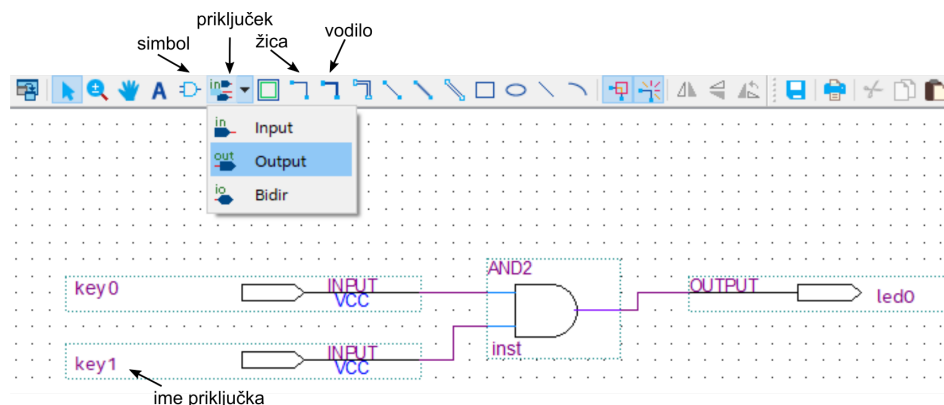 priključek
simbol
žica
vodilo
A
in
in
Input
out
Output
io
Bidir
AND2
key0
INPUT
VCC
OUTPUT
led0
inst
key1
INPUT
VCC
ime priključka